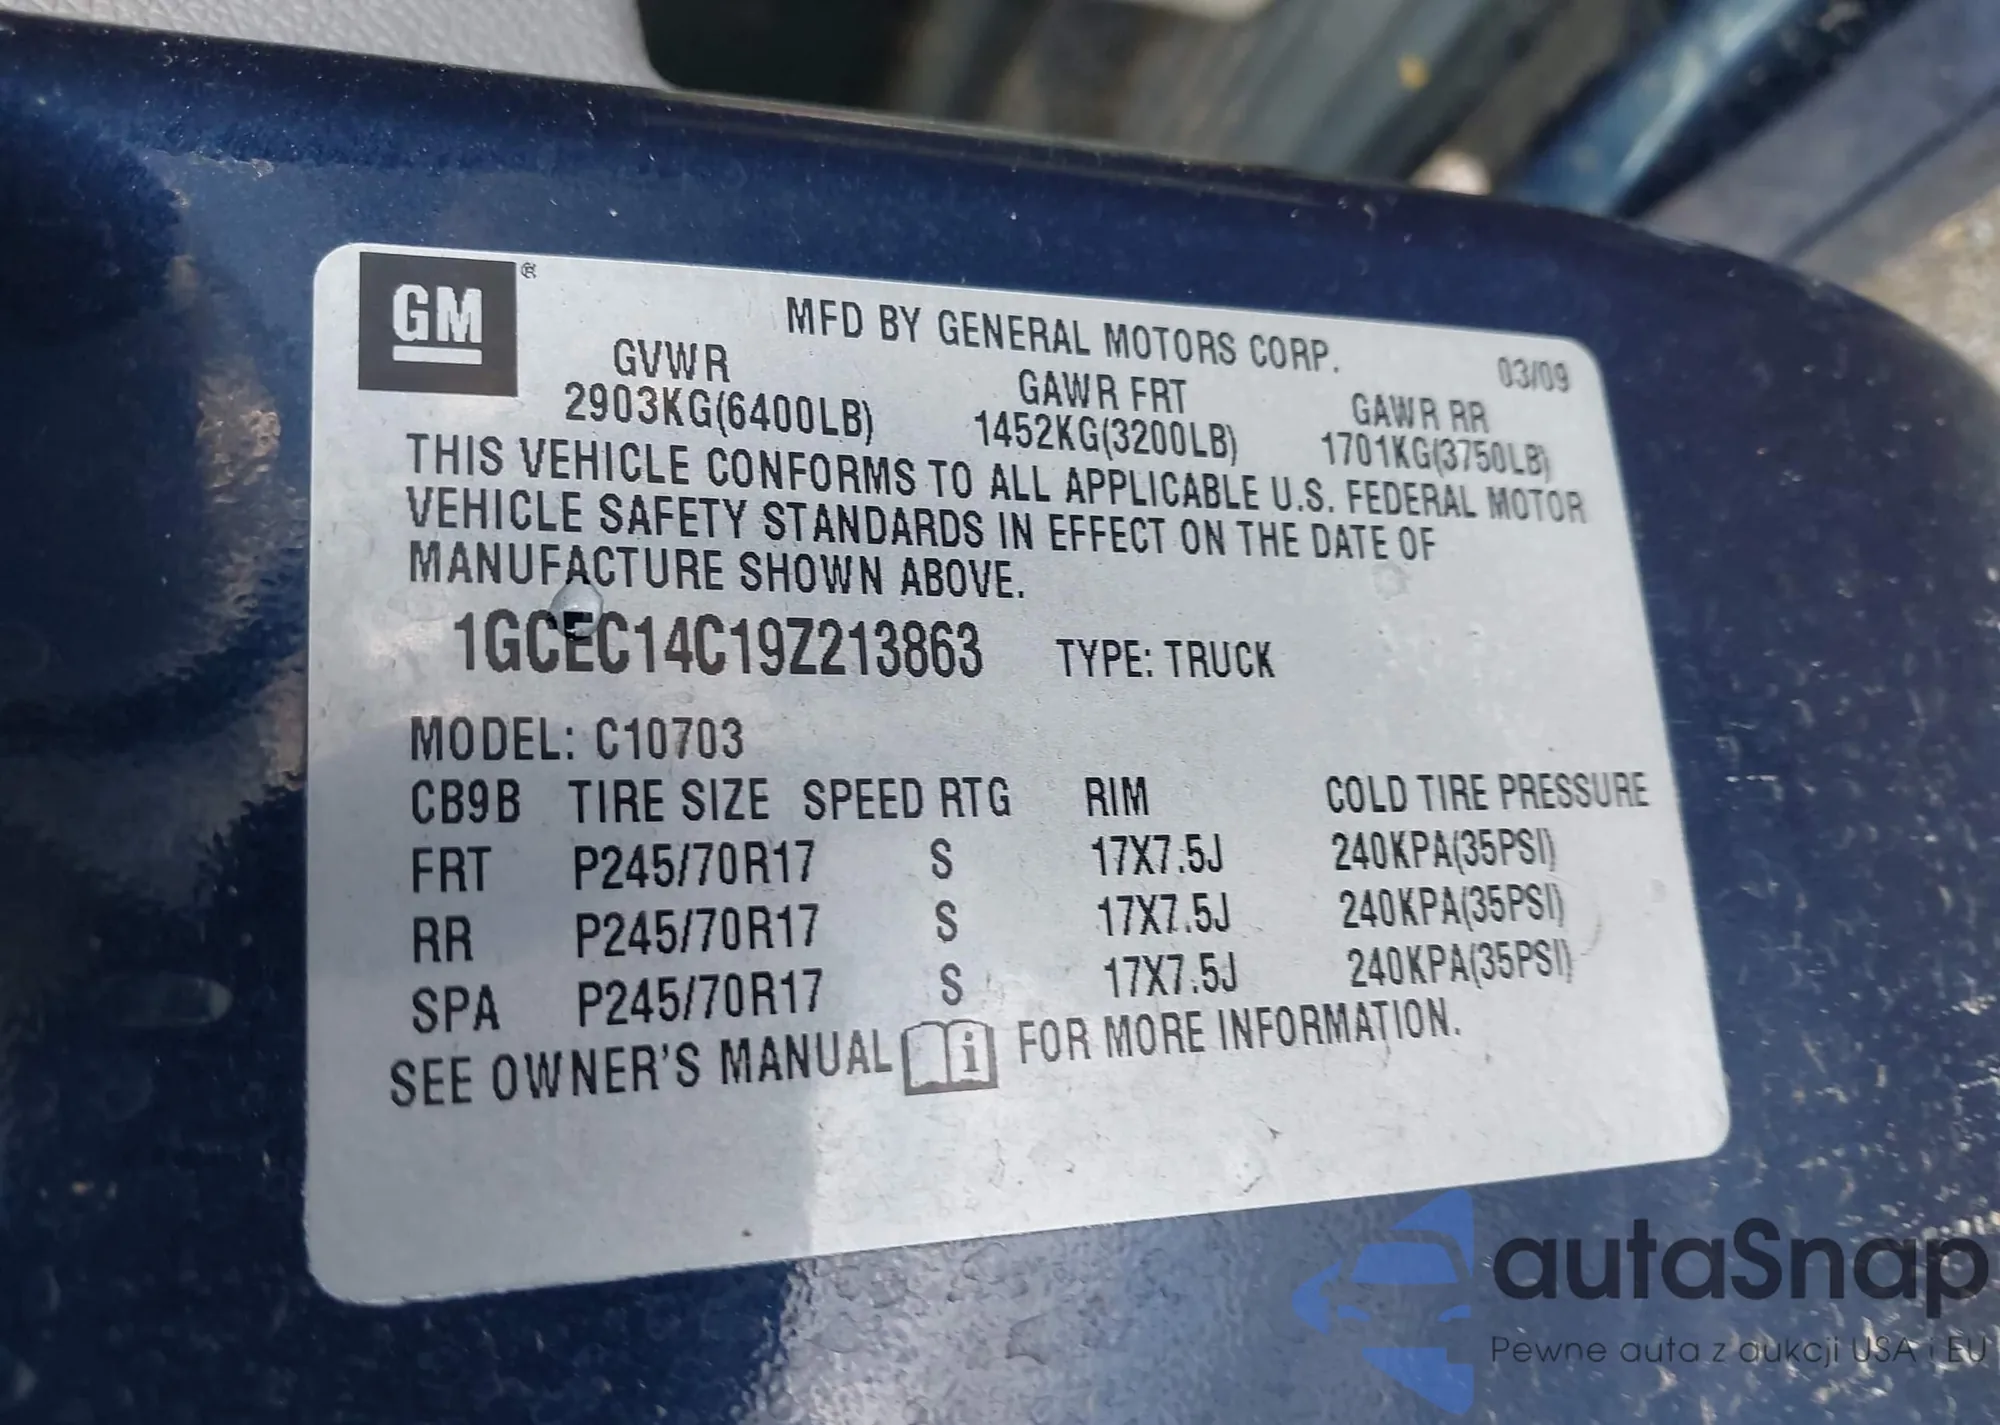 GM ®
MFD BY GENERAL MOTORS CORP. 03/09
GVWR GAWR FRT GAWR RR
2903KG(6400LB) 1452KG(3200LB) 1701KG(3750LB)
THIS VEHICLE CONFORMS TO ALL APPLICABLE U.S. FEDERAL MOTOR
VEHICLE SAFETY STANDARDS IN EFFECT ON THE DATE OF
MANUFACTURE SHOWN ABOVE.
1GCEC14C19Z213863 TYPE: TRUCK
MODEL: C10703
CB9B TIRE SIZE SPEED RTG RIM COLD TIRE PRESSURE
FRT P245/70R17 S 17X7.5J 240KPA(35PSI)
RR P245/70R17 S 17X7.5J 240KPA(35PSI)
SPA P245/70R17 S 17X7.5J 240KPA(35PSI)
SEE OWNER'S MANUAL i FOR MORE INFORMATION.
autaSnap
Pewne auta z aukcji USA i EU